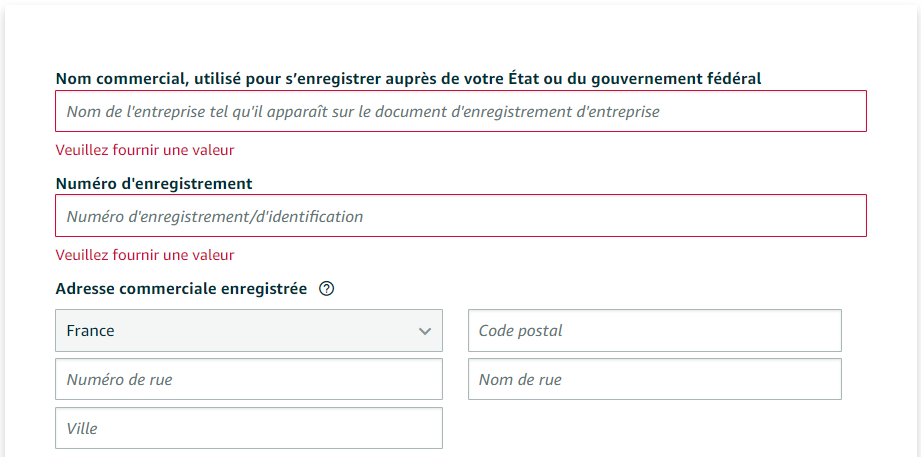 Nom commercial, utilisé pour s’enregistrer auprès de votre État ou du gouvernement fédéral
Nom de l'entreprise tel qu'il apparaît sur le document d'enregistrement d'entreprise
Veuillez fournir une valeur
Numéro d'enregistrement
Numéro d'enregistrement/d'identification
Veuillez fournir une valeur
Adresse commerciale enregistrée ?
France Code postal
Numéro de rue Nom de rue
Ville